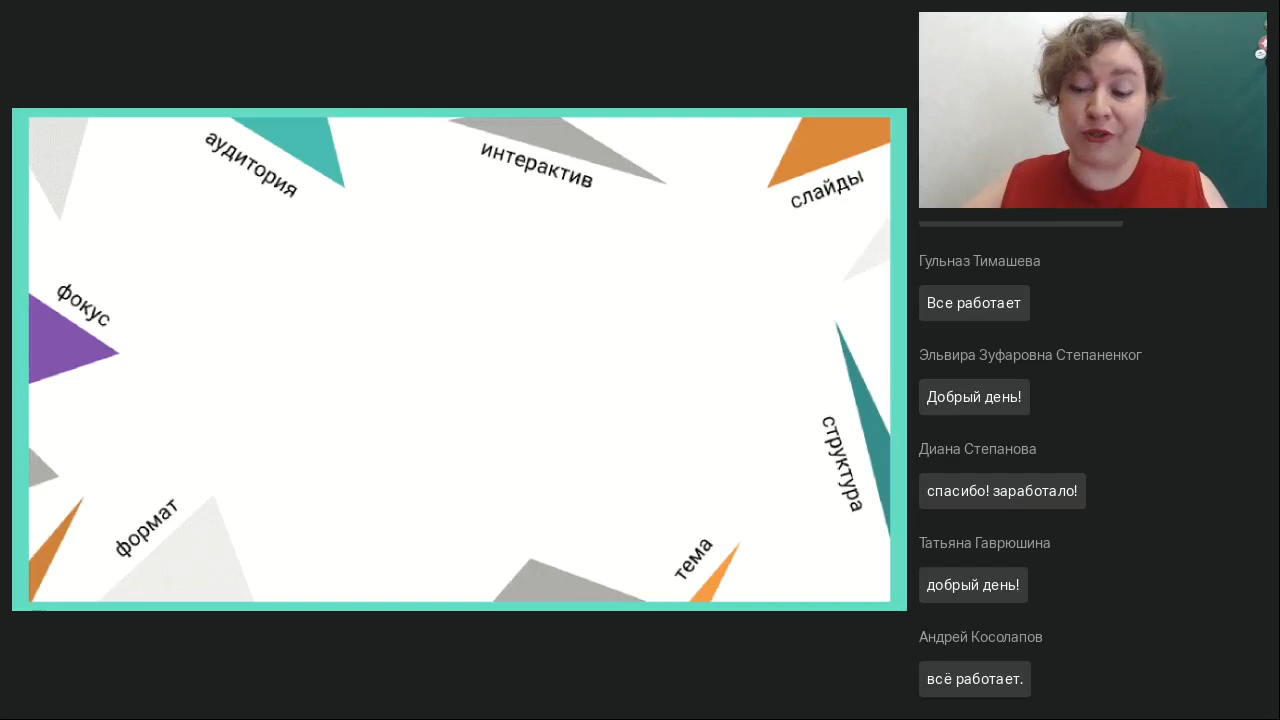 аудитория
интерактив
слайды
фокус
структура
формат
тема
Гульназ Тимашева
Все работает
Эльвира Зуфаровна Степаненког
Добрый день!
Диана Степанова
спасибо! заработало!
Татьяна Гаврюшина
добрый день!
Андрей Косолапов
всё работает.